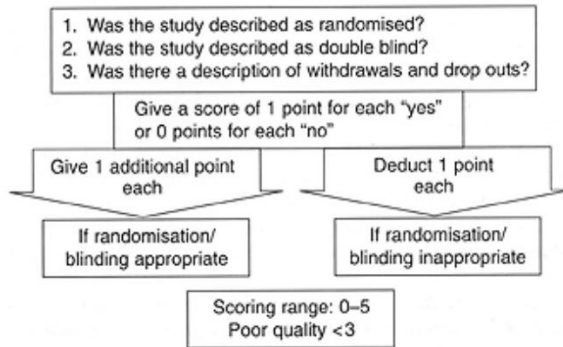 1. Was the study described as randomised?
2. Was the study described as double blind?
3. Was there a description of withdrawals and drop outs?
Give a score of 1 point for each “yes”
or 0 points for each “no”
Give 1 additional point
each
Deduct 1 point
each
If randomisation/
blinding appropriate
If randomisation/
blinding inappropriate
Scoring range: 0–5
Poor quality <3